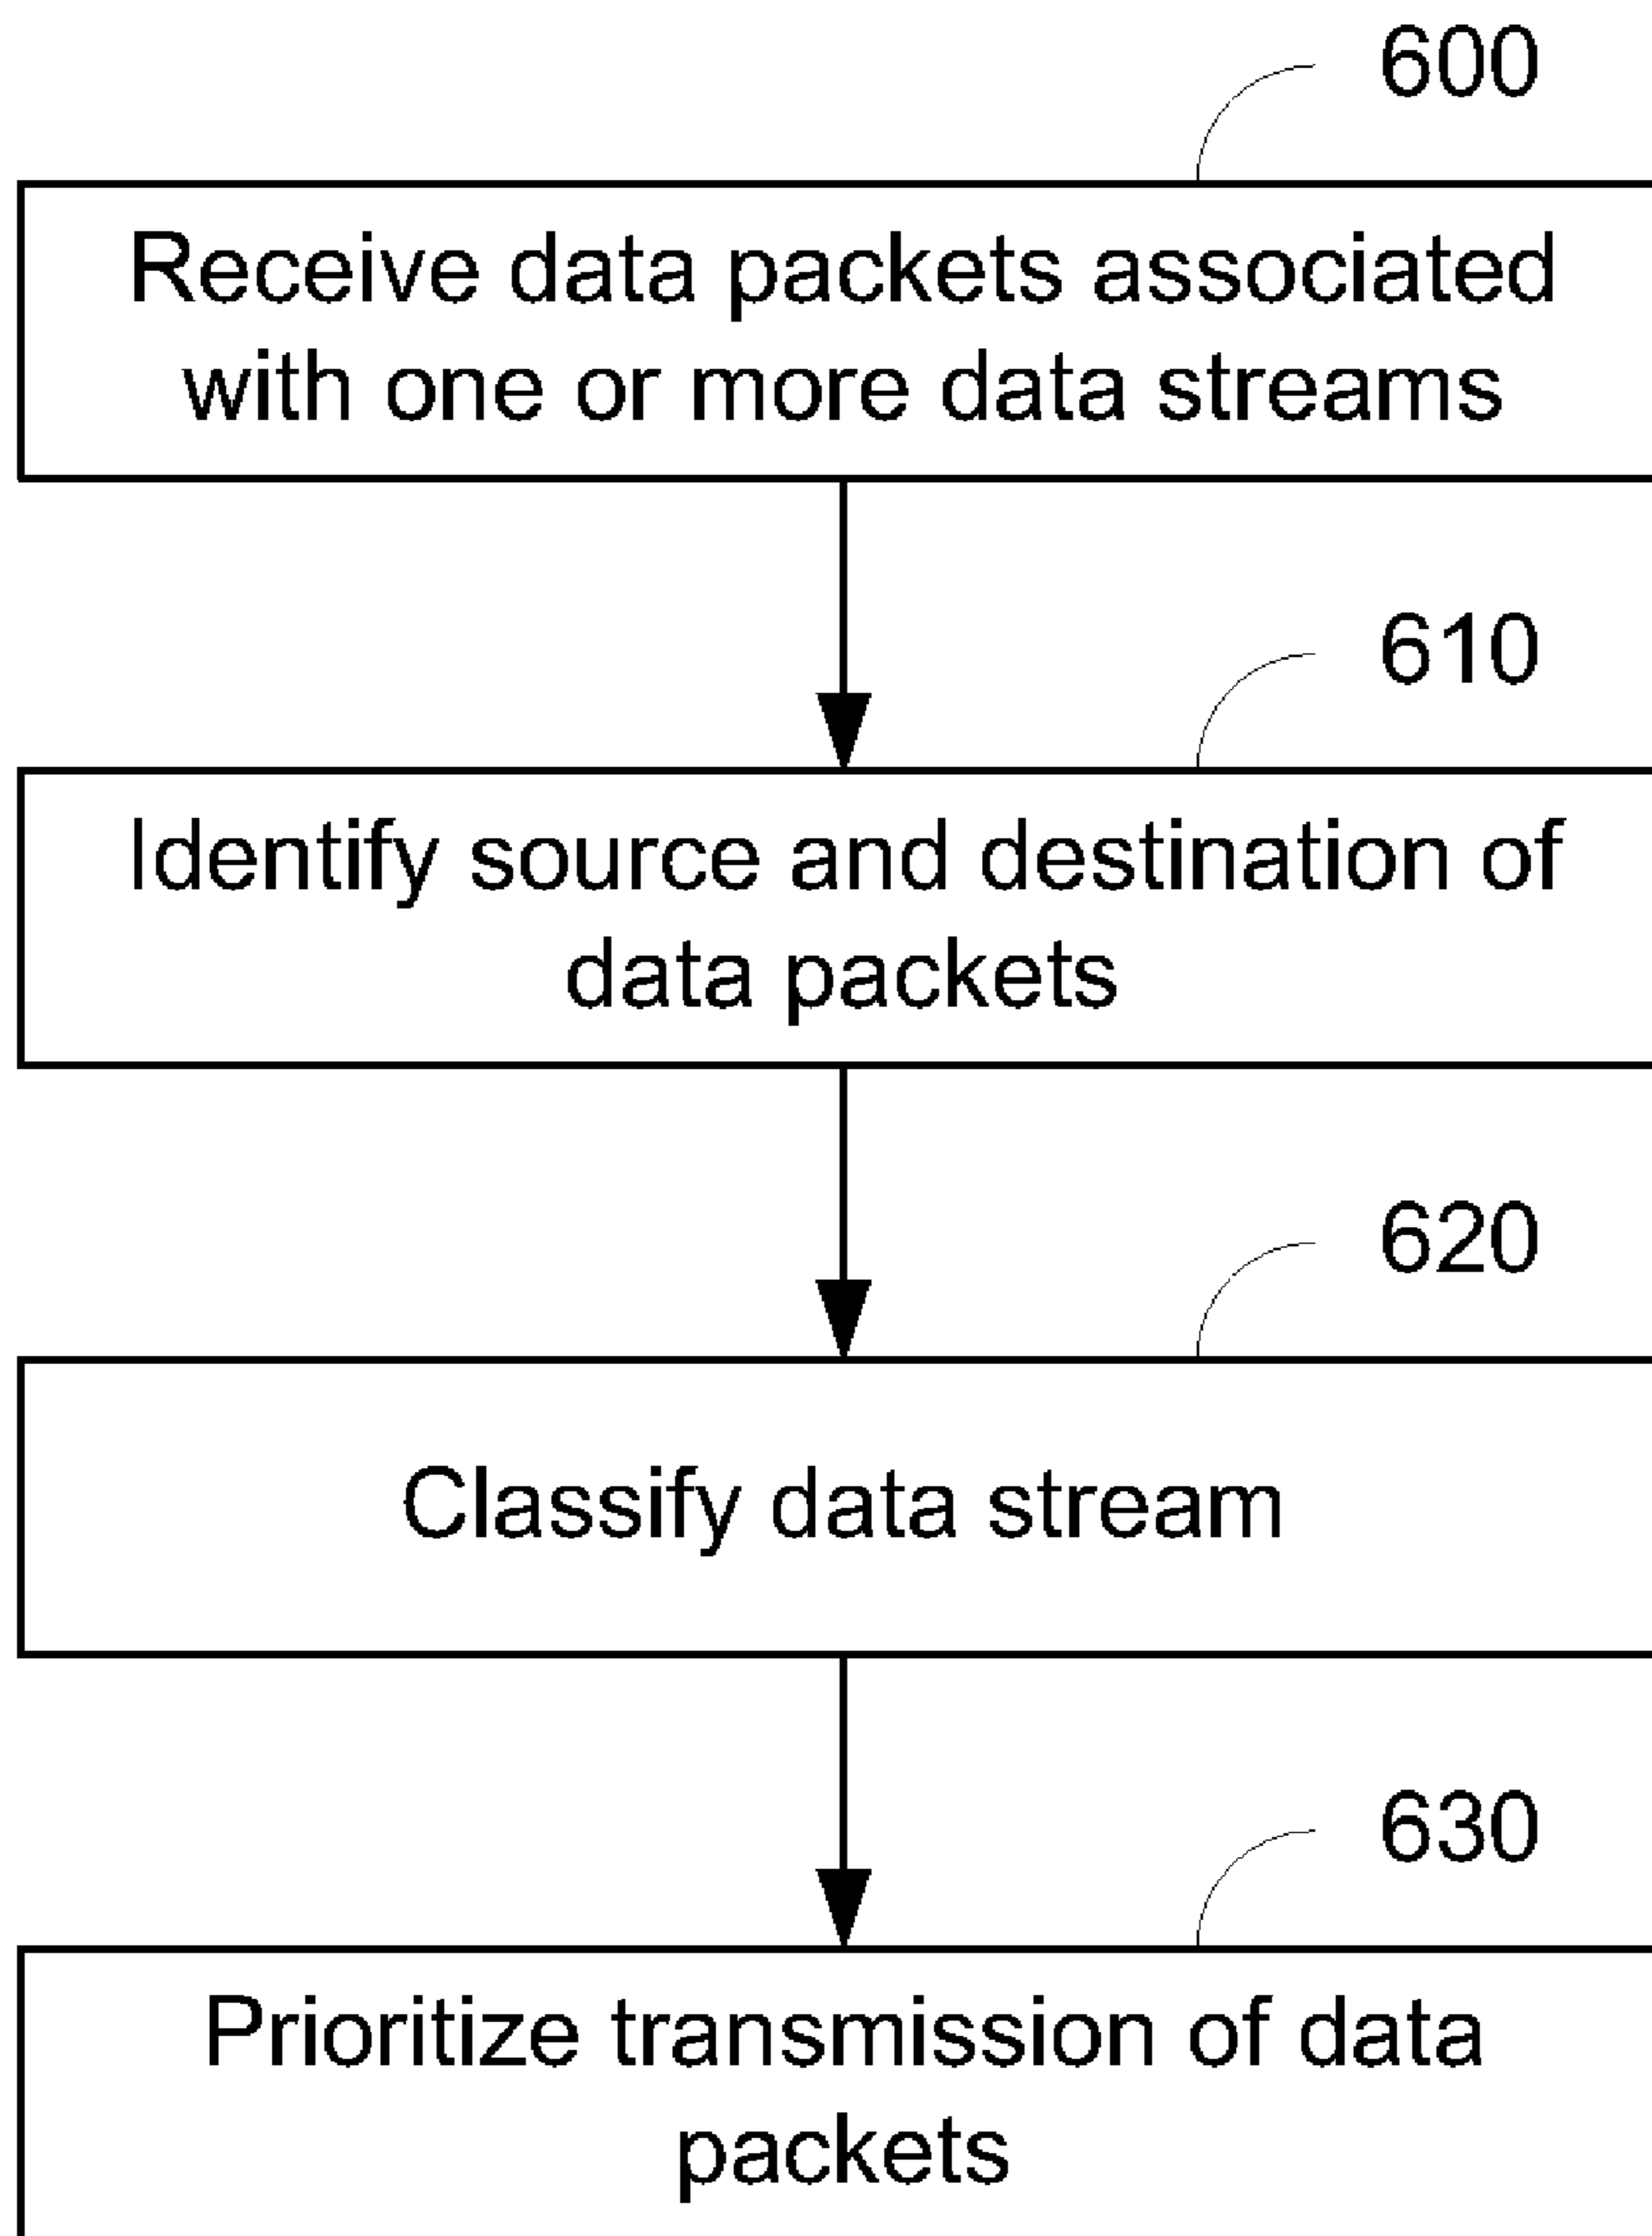 600
Receive data packets associated
with one or more data streams
610
Identify source and destination of
data packets
620
Classify data stream
630
Prioritize transmission of data
packets